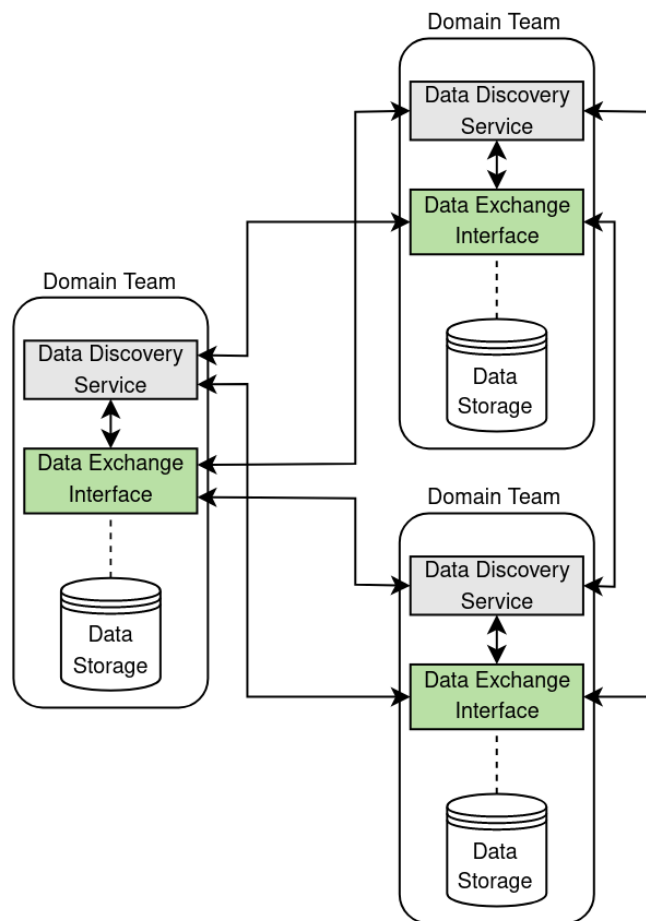 Domain Team
Data Discovery
Service
Data Exchange
Interface
Data
Storage
Domain Team
Data Discovery
Service
Data Exchange
Interface
Data
Storage
Domain Team
Data Discovery
Service
Data Exchange
Interface
Data
Storage